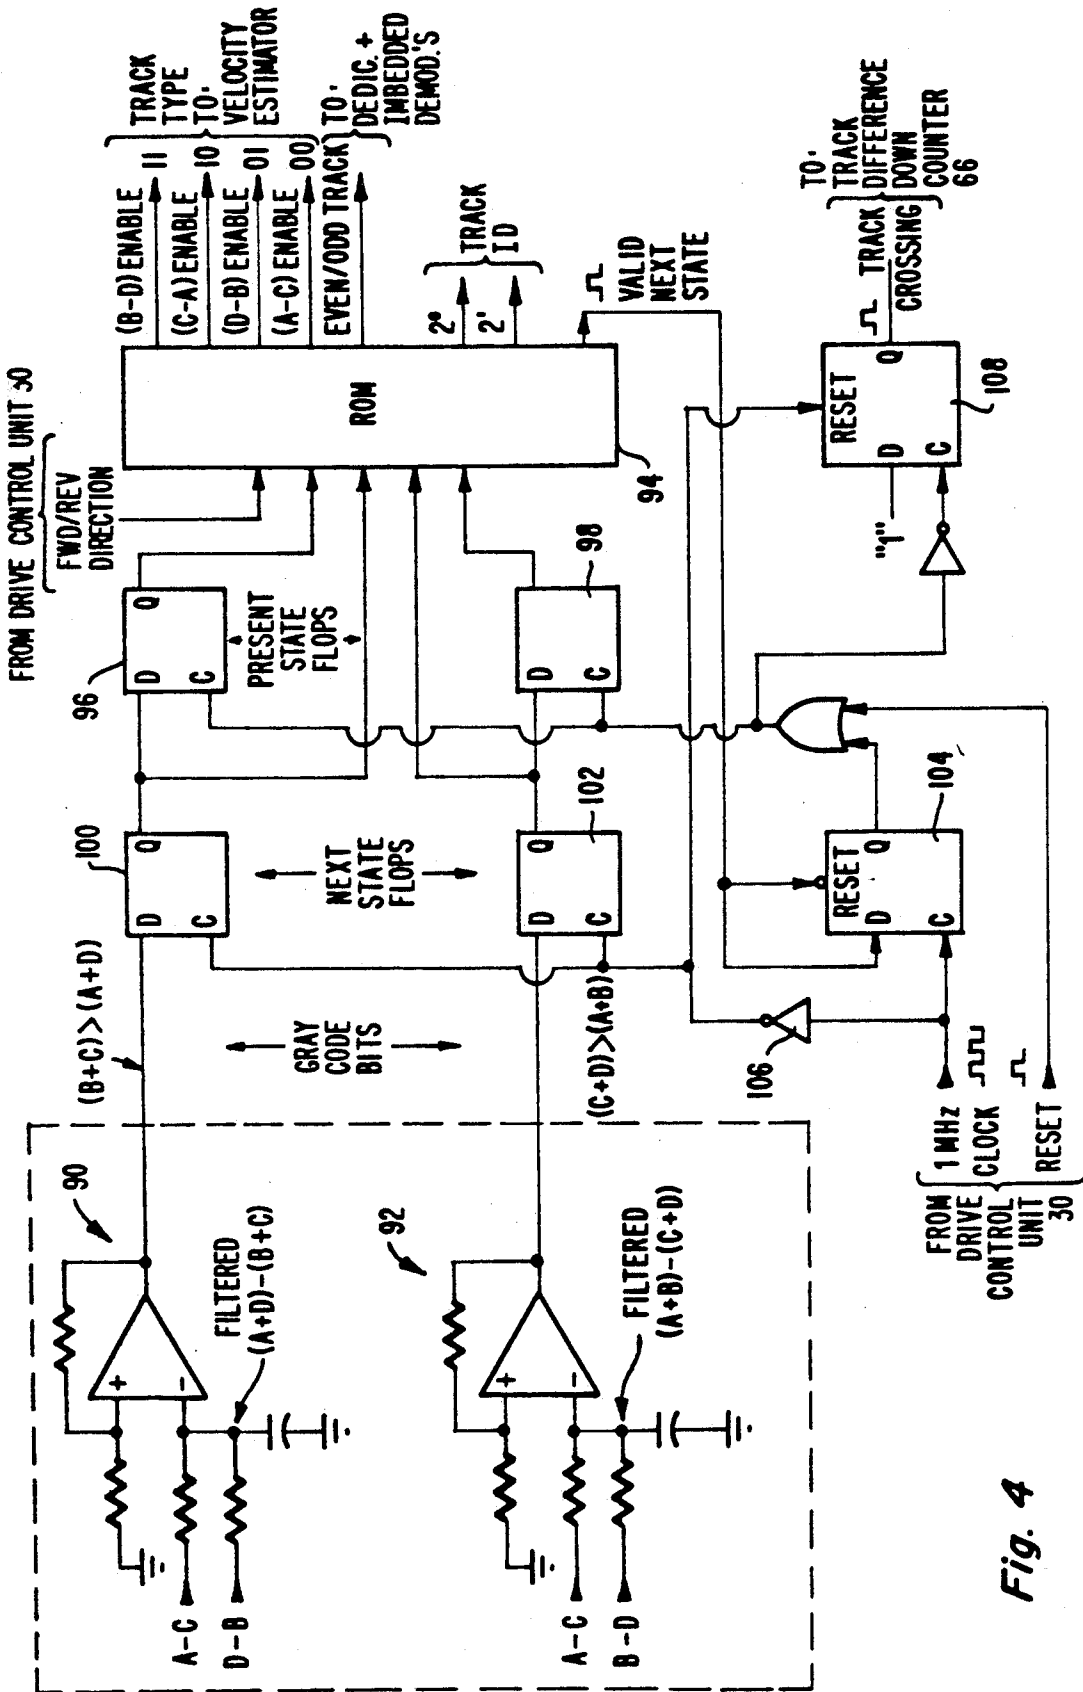 FROM DRIVE CONTROL UNIT 30
FWD/REV
DIRECTION
(B-D) ENABLE 11
(C-A) ENABLE 10
(D-B) ENABLE 01
(A-C) ENABLE 00
TRACK
TYPE
TO·
VELOCITY
ESTIMATOR
EVEN/ODD TRACK
TO·
DEDIC. +
IMBEDDED
DEMOD.'S
2⁰
2'
TRACK
ID
VALID
NEXT
STATE
ROM
94
96
D
Q
C
PRESENT
STATE
FLOPS
98
D
C
100
D
Q
C
NEXT
STATE
FLOPS
102
D
Q
C
(B+C)>(A+D)
GRAY
CODE
BITS
(C+D)>(A+B)
90
+
-
FILTERED
(A+D)-(B+C)
A-C
D-B
92
+
-
FILTERED
(A+B)-(C+D)
A-C
B-D
106
104
RESET
D
Q
C
108
RESET
"1"
D
Q
C
TRACK
CROSSING
TO·
TRACK
DIFFERENCE
DOWN
COUNTER
66
1 MHz
CLOCK
RESET
FROM
DRIVE
CONTROL
UNIT
30
Fig. 4